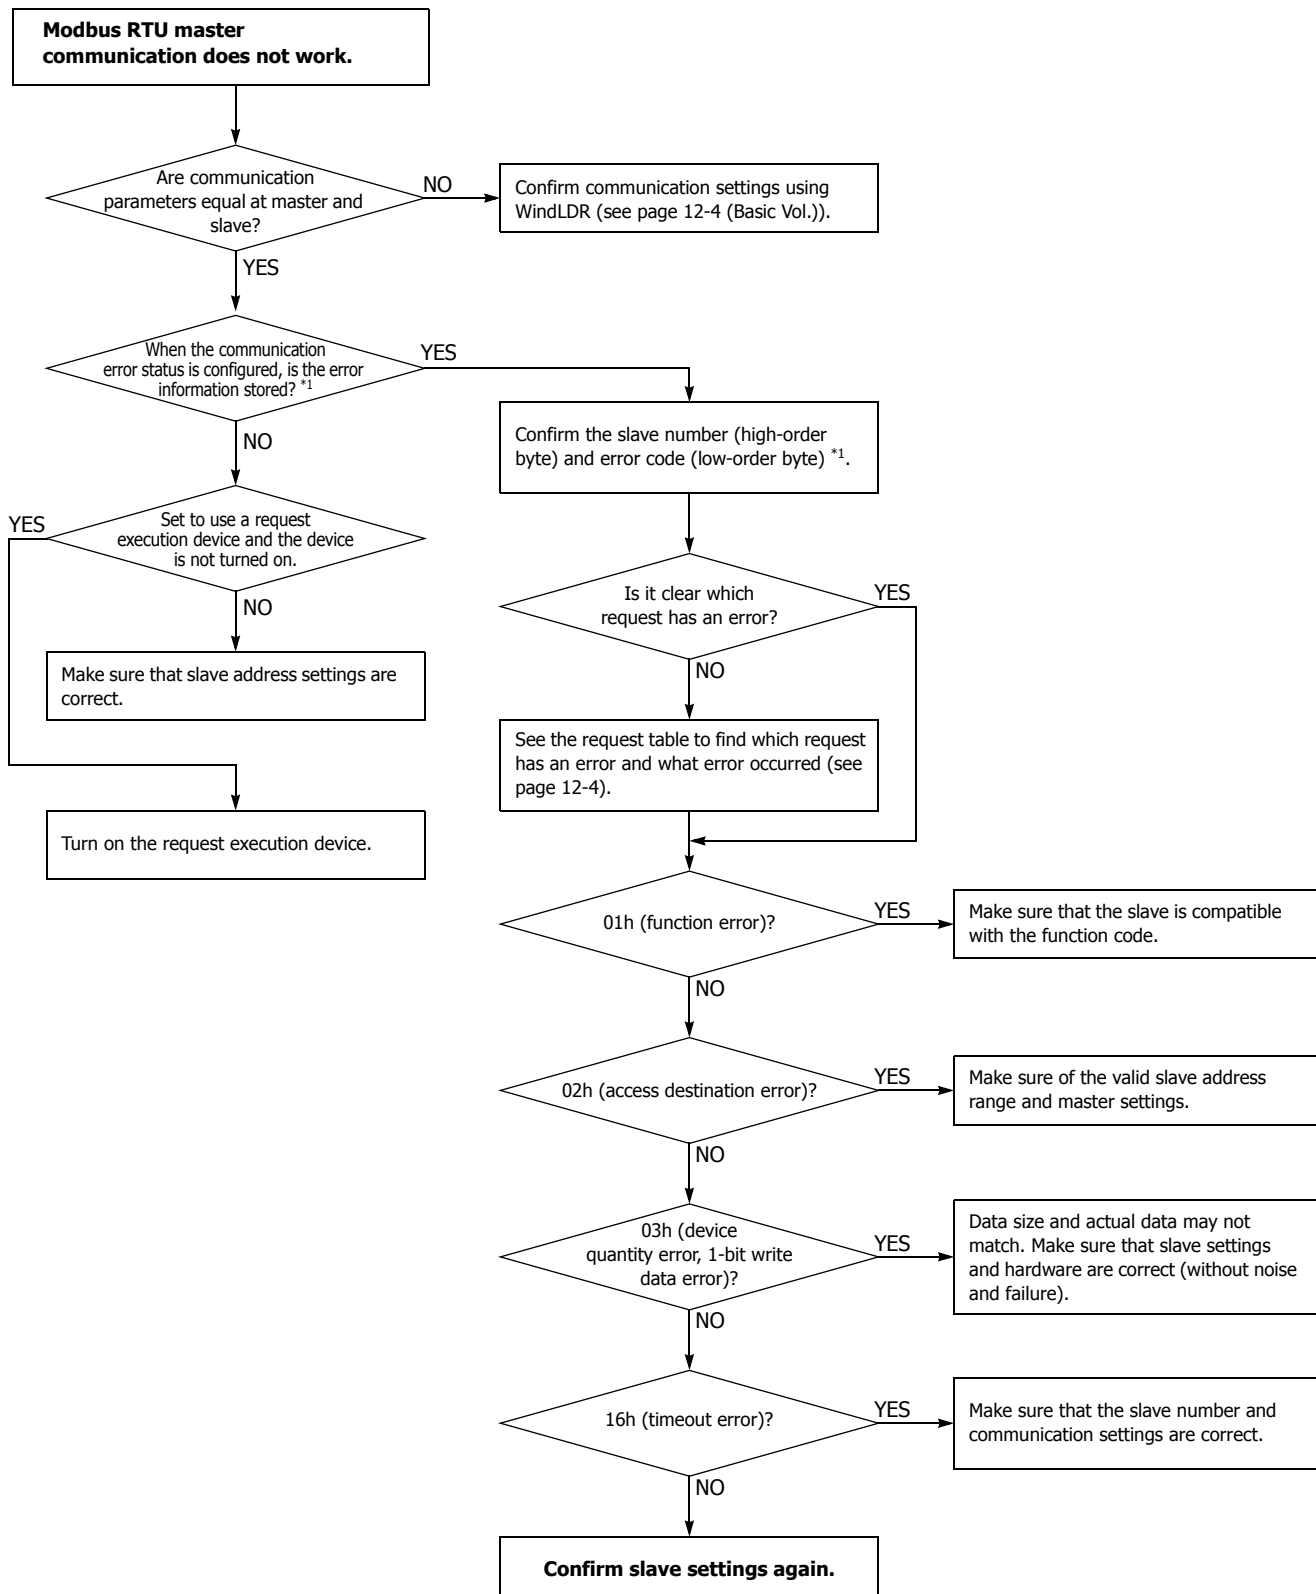 Modbus RTU master
communication does not work.
Are communication
parameters equal at master and
slave?
NO
Confirm communication settings using
WindLDR (see page 12-4 (Basic Vol.)).
YES
When the communication
error status is configured, is the error
information stored? *1
YES
NO
Confirm the slave number (high-order
byte) and error code (low-order byte) *1.
YES
Set to use a request
execution device and the device
is not turned on.
NO
Is it clear which
request has an error?
YES
NO
Make sure that slave address settings are
correct.
See the request table to find which request
has an error and what error occurred (see
page 12-4).
Turn on the request execution device.
01h (function error)?
YES
Make sure that the slave is compatible
with the function code.
NO
02h (access destination error)?
YES
Make sure of the valid slave address
range and master settings.
NO
03h (device
quantity error, 1-bit write
data error)?
YES
Data size and actual data may not
match. Make sure that slave settings
and hardware are correct (without noise
and failure).
NO
16h (timeout error)?
YES
Make sure that the slave number and
communication settings are correct.
NO
Confirm slave settings again.